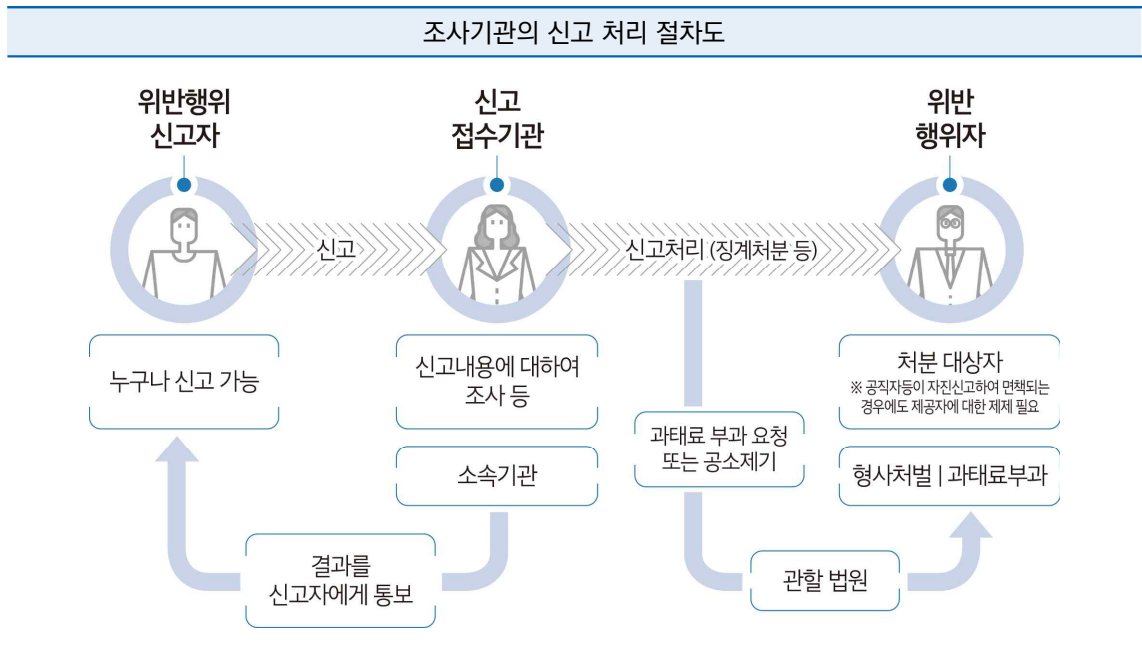 조사기관의 신고 처리 절차도
위반행위
신고자
신고
접수기관
위반
행위자
신고
신고처리 (징계처분 등)
누구나 신고 가능
신고내용에 대하여
조사 등
소속기관
결과를
신고자에게 통보
과태료 부과 요청
또는 공소제기
관할 법원
처분 대상자
※ 공직자등이 자진신고하여 면책되는
경우에도 제공자에 대한 제제 필요
형사처벌 | 과태료부과